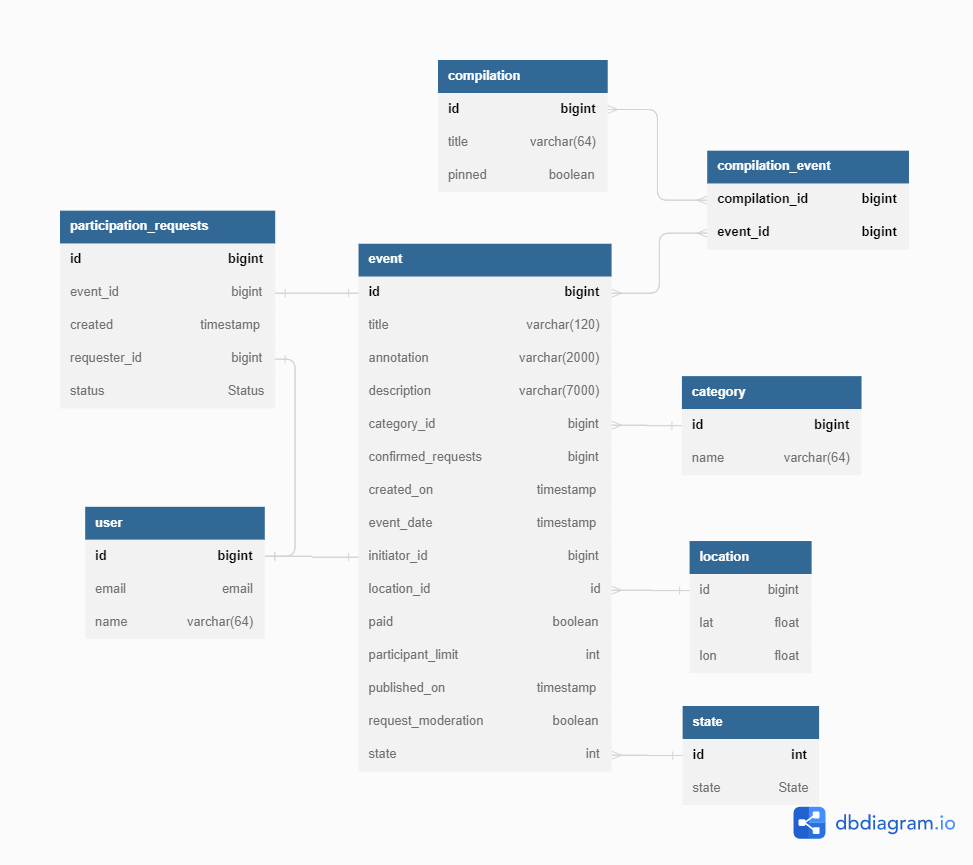 compilation
id bigint
title varchar(64)
pinned boolean
compilation_event
compilation_id bigint
event_id bigint
participation_requests
id bigint
event_id bigint
created timestamp
requester_id bigint
status Status
event
id bigint
title varchar(120)
annotation varchar(2000)
description varchar(7000)
category_id bigint
confirmed_requests bigint
created_on timestamp
event_date timestamp
initiator_id bigint
location_id id
paid boolean
participant_limit int
published_on timestamp
request_moderation boolean
state int
category
id bigint
name varchar(64)
user
id bigint
email email
name varchar(64)
location
id bigint
lat float
lon float
state
id int
state State
dbdiagram.io